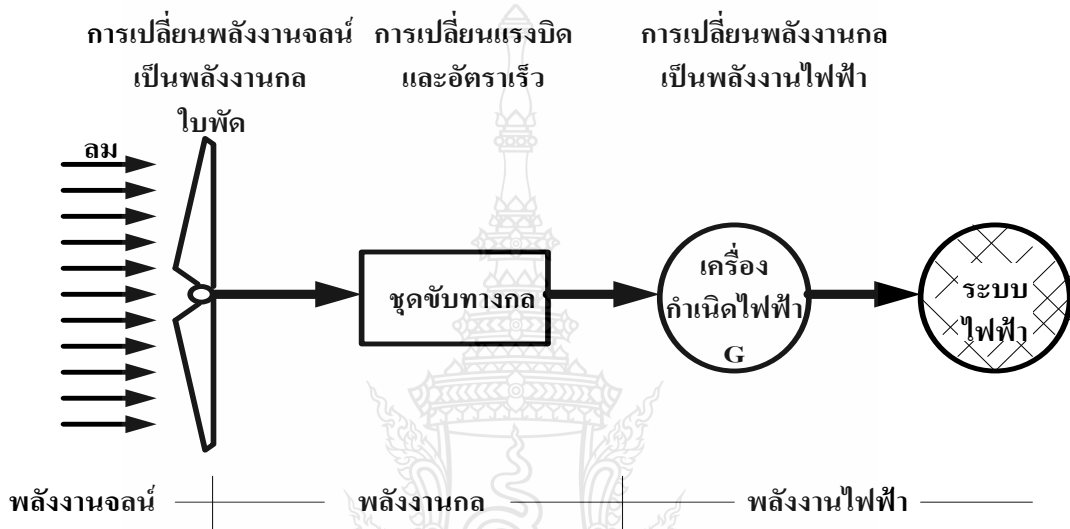 การเปลี่ยนพลังงานจลน์
เป็นพลังงานกล
ใบพัด
การเปลี่ยนแรงบิด
และอัตราเร็ว
การเปลี่ยนพลังงานกล
เป็นพลังงานไฟฟ้า
ลม
ชุดขับทางกล
เครื่อง
กำเนิดไฟฟ้า
G
ระบบ
ไฟฟ้า
พลังงานจลน์
พลังงานกล
พลังงานไฟฟ้า